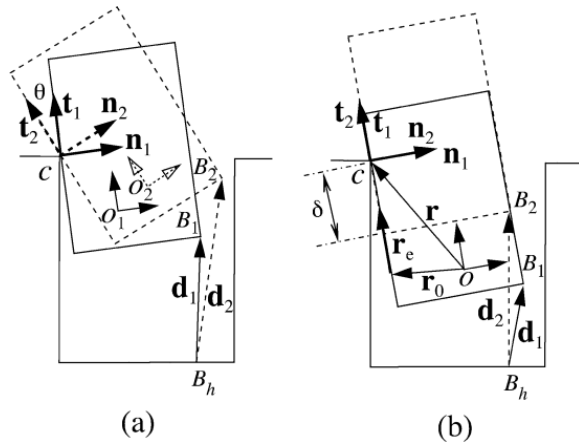 θ
t₂
t₁
n₂
n₁
c
O₂
O₁
B₂
B₁
d₁
d₂
Bₕ
(a)
t₂
t₁
n₂
n₁
c
δ
r
rₑ
r₀
O
B₂
B₁
d₂
d₁
Bₕ
(b)